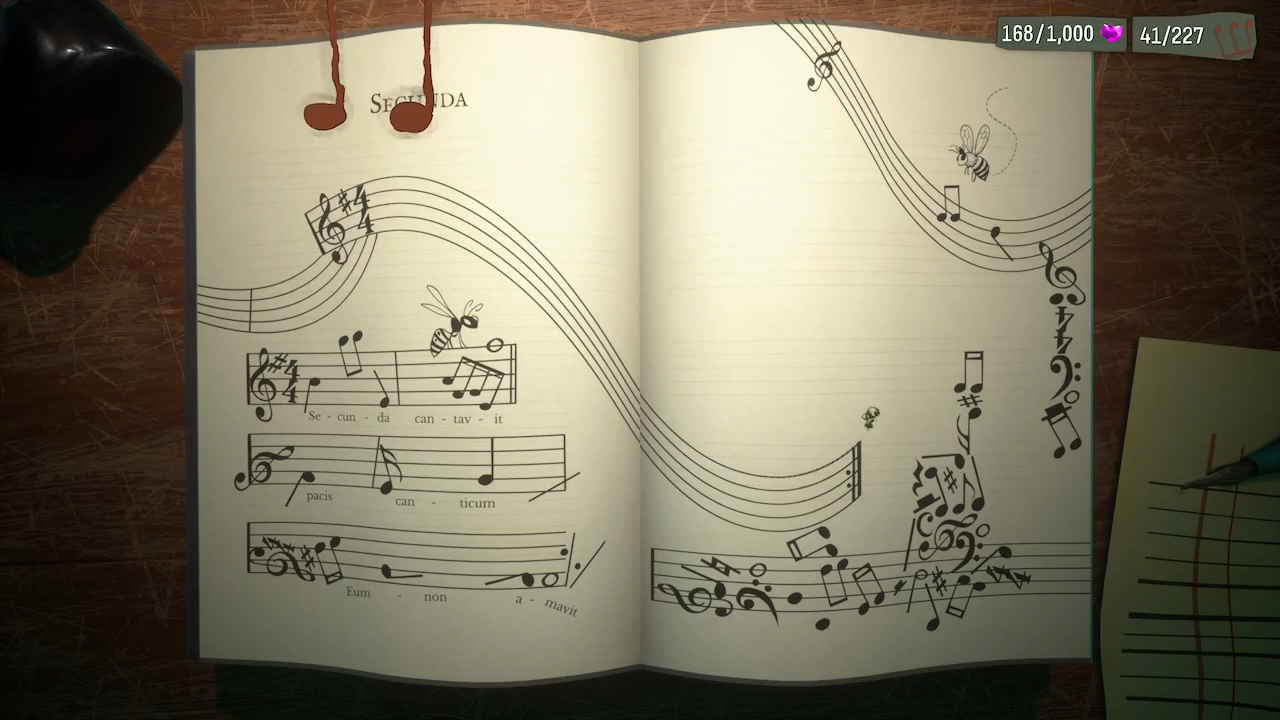 168/1,000 41/227
SECUNDA
Se - cun - da can - tav - it
pacis can - ticum
Eum - non a - mavit